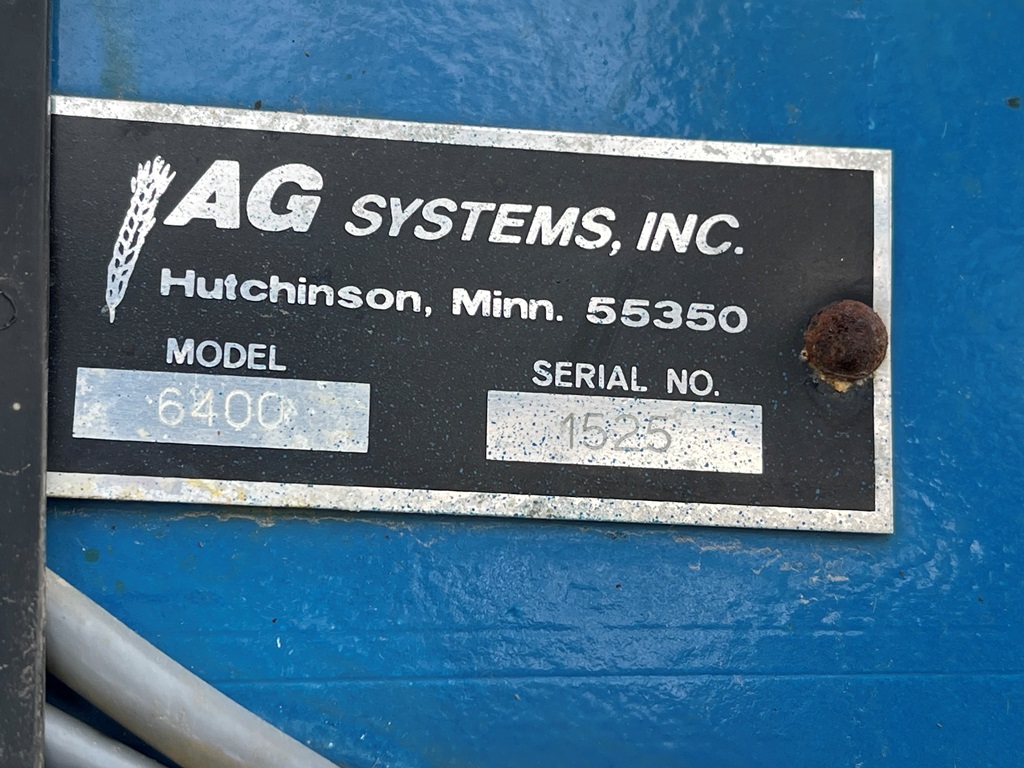 AG SYSTEMS, INC.
Hutchinson, Minn. 55350
MODEL
6400
SERIAL NO.
1525